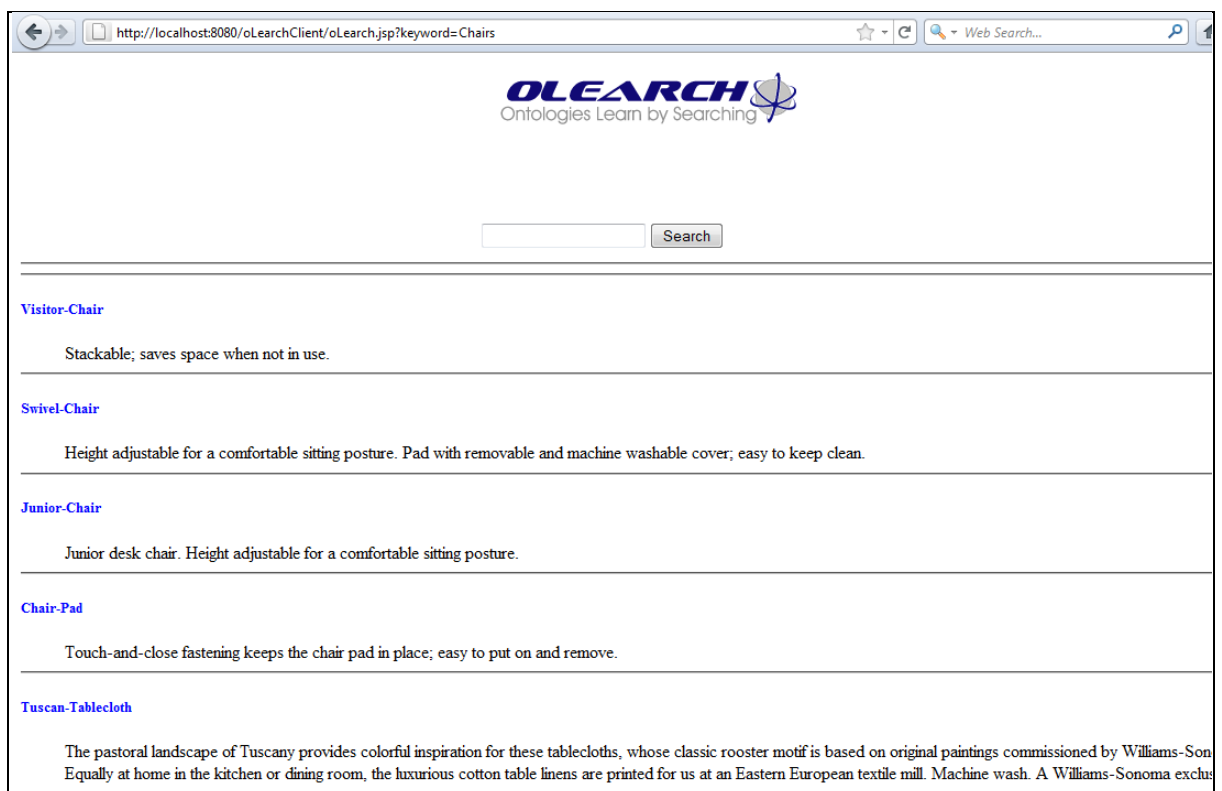 http://localhost:8080/oLearchClient/oLearch.jsp?keyword=Chairs
Web Search...
OLEARCH
Ontologies Learn by Searching
Search
Visitor-Chair
Stackable; saves space when not in use.
Swivel-Chair
Height adjustable for a comfortable sitting posture. Pad with removable and machine washable cover; easy to keep clean.
Junior-Chair
Junior desk chair. Height adjustable for a comfortable sitting posture.
Chair-Pad
Touch-and-close fastening keeps the chair pad in place; easy to put on and remove.
Tuscan-Tablecloth
The pastoral landscape of Tuscany provides colorful inspiration for these tablecloths, whose classic rooster motif is based on original paintings commissioned by Williams-Son
Equally at home in the kitchen or dining room, the luxurious cotton table linens are printed for us at an Eastern European textile mill. Machine wash. A Williams-Sonoma exclus